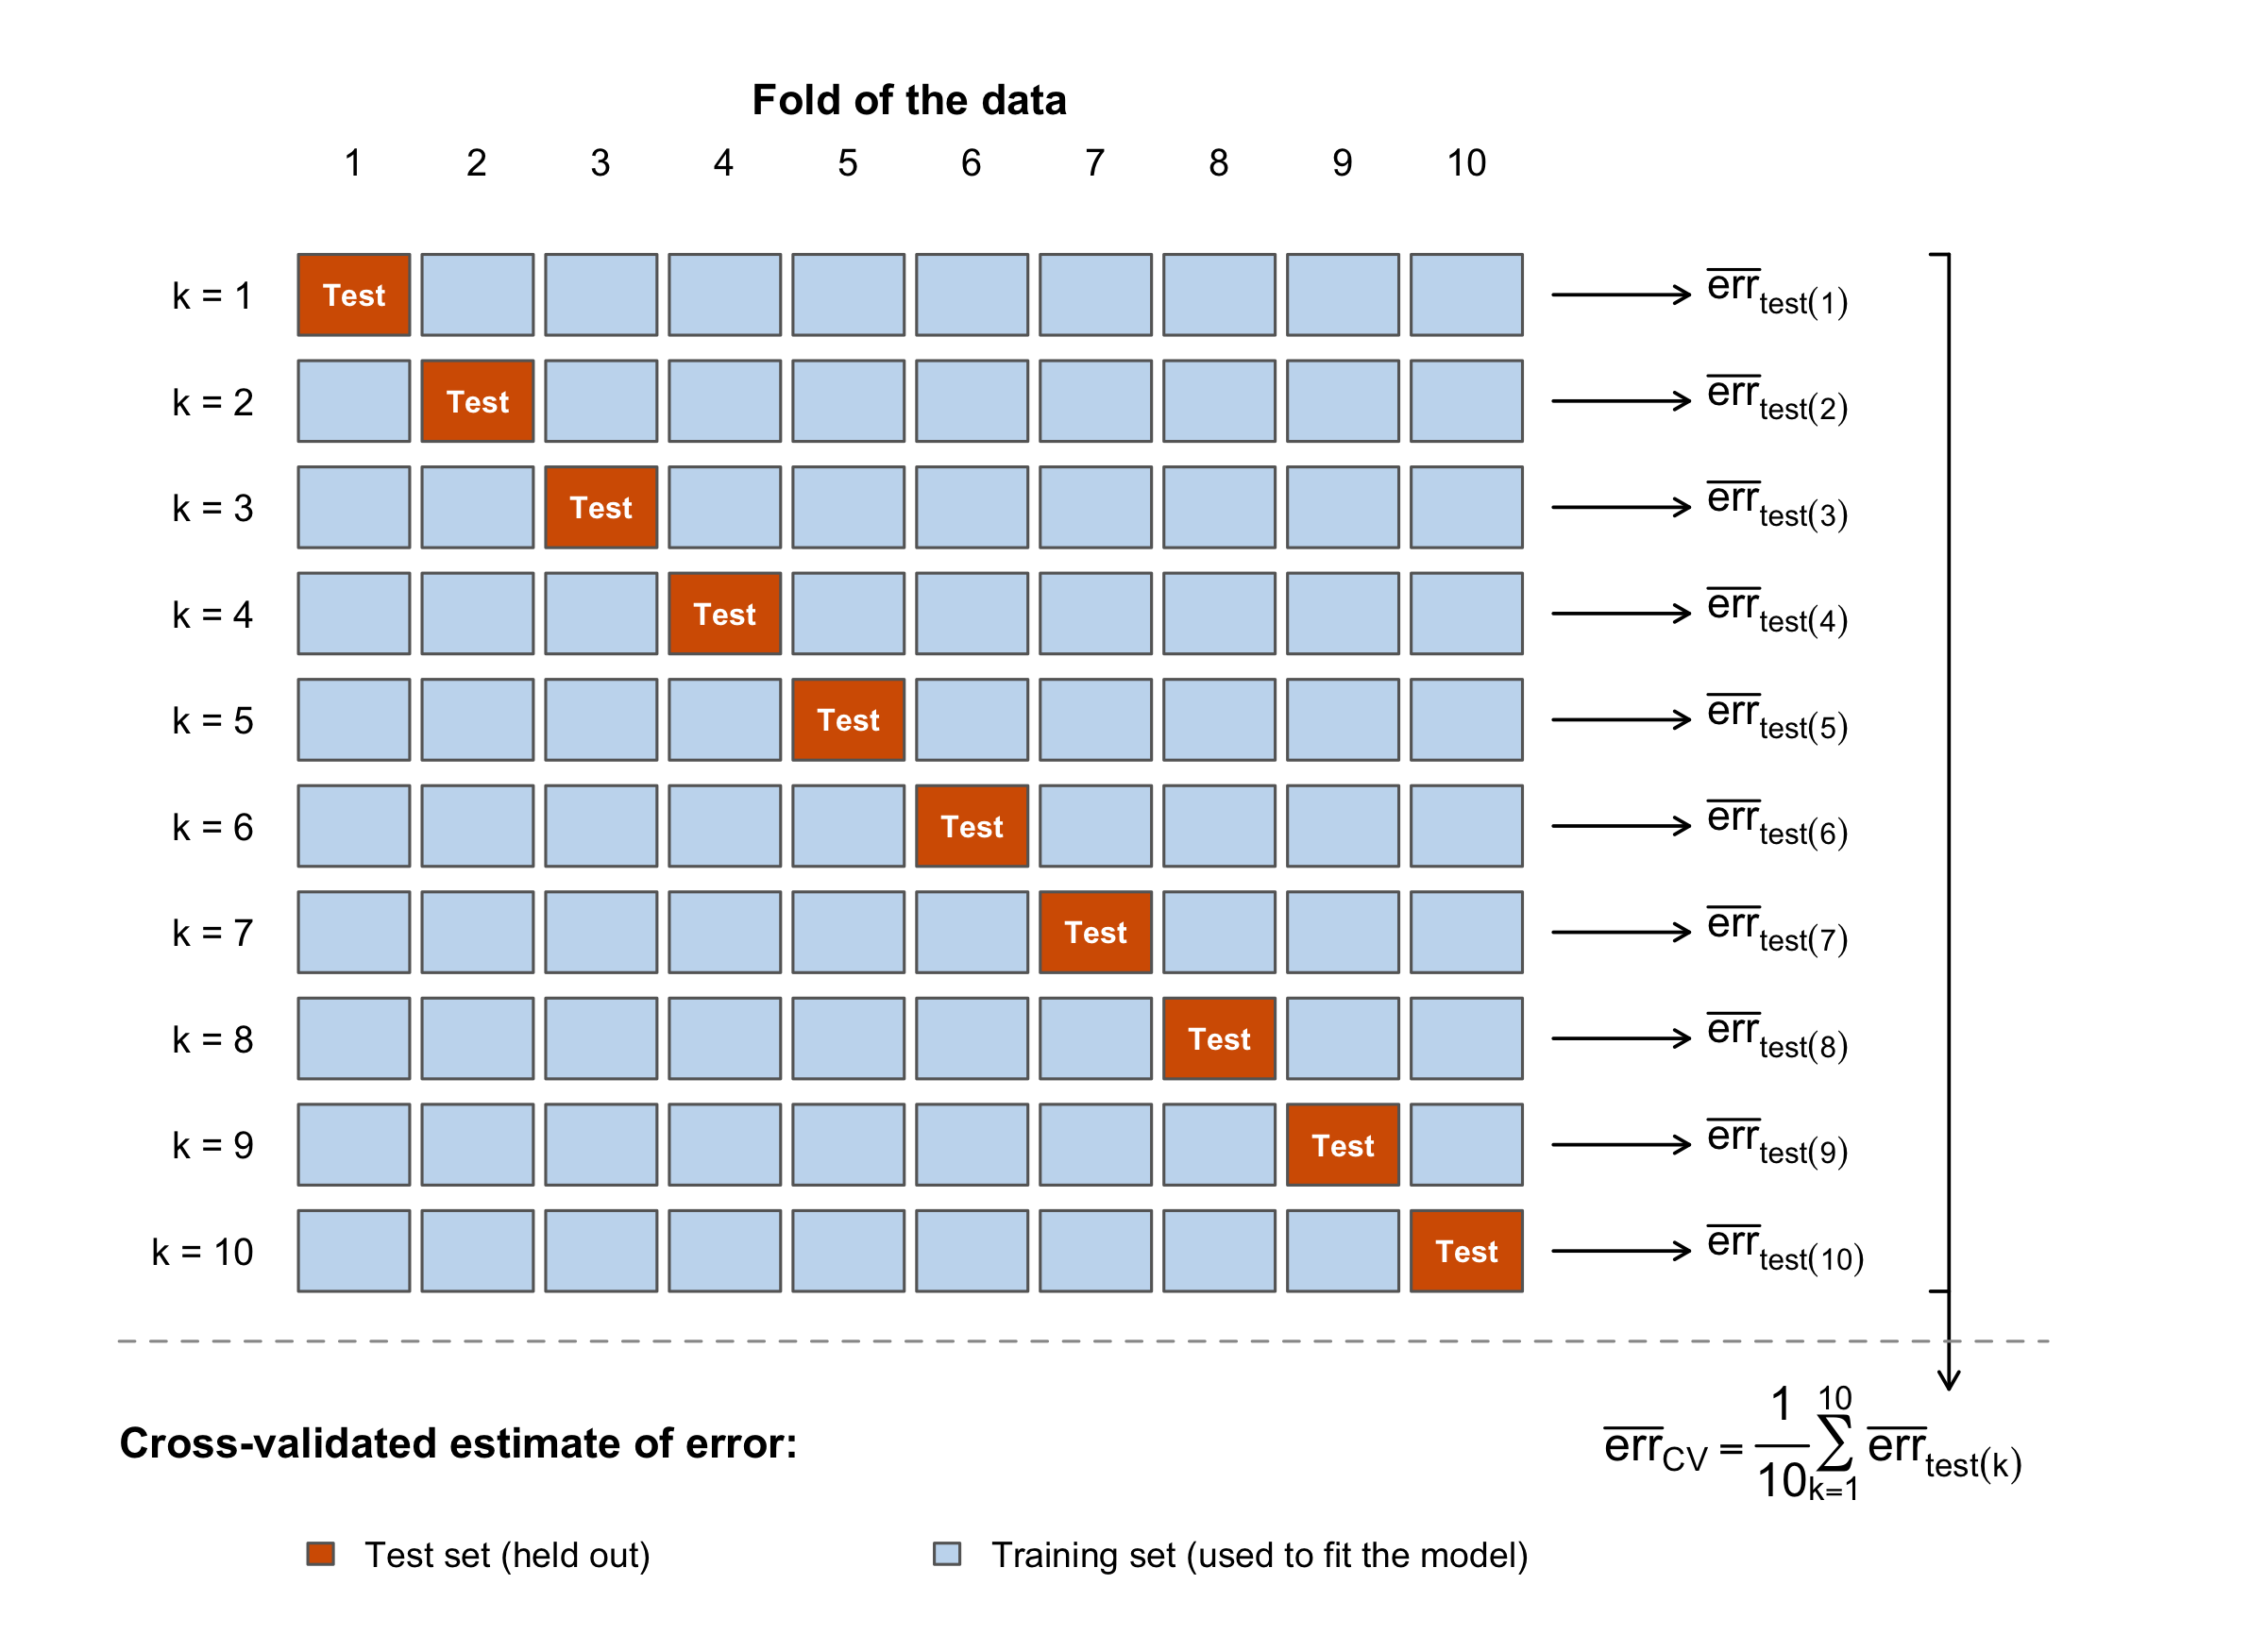 Fold of the data
1 2 3 4 5 6 7 8 9 10
k = 1 Test err̅test(1)
k = 2 Test err̅test(2)
k = 3 Test err̅test(3)
k = 4 Test err̅test(4)
k = 5 Test err̅test(5)
k = 6 Test err̅test(6)
k = 7 Test err̅test(7)
k = 8 Test err̅test(8)
k = 9 Test err̅test(9)
k = 10 Test err̅test(10)
Cross-validated estimate of error: err̅CV = 1/10 ∑k=1^10 err̅test(k)
Test set (held out) Training set (used to fit the model)